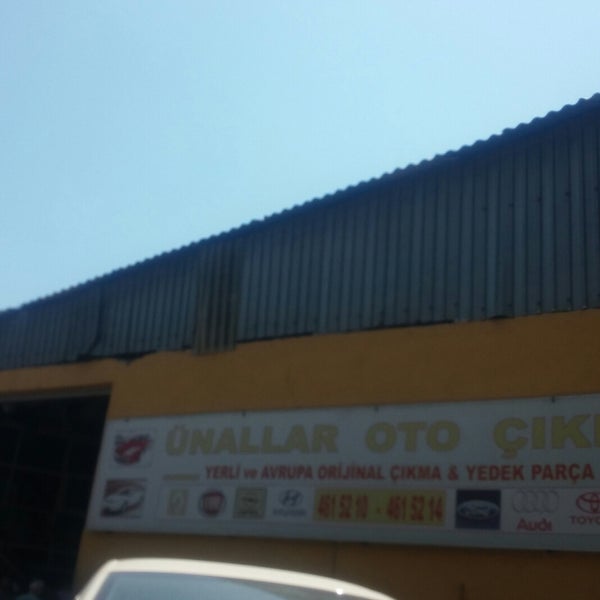 ÜNALLAR OTO ÇIK
YERLİ ve AVRUPA ORİJİNAL ÇIKMA & YEDEK PARÇA
461 52 10 - 461 52 14
HYUNDAI
Ford
Audi
TOYO